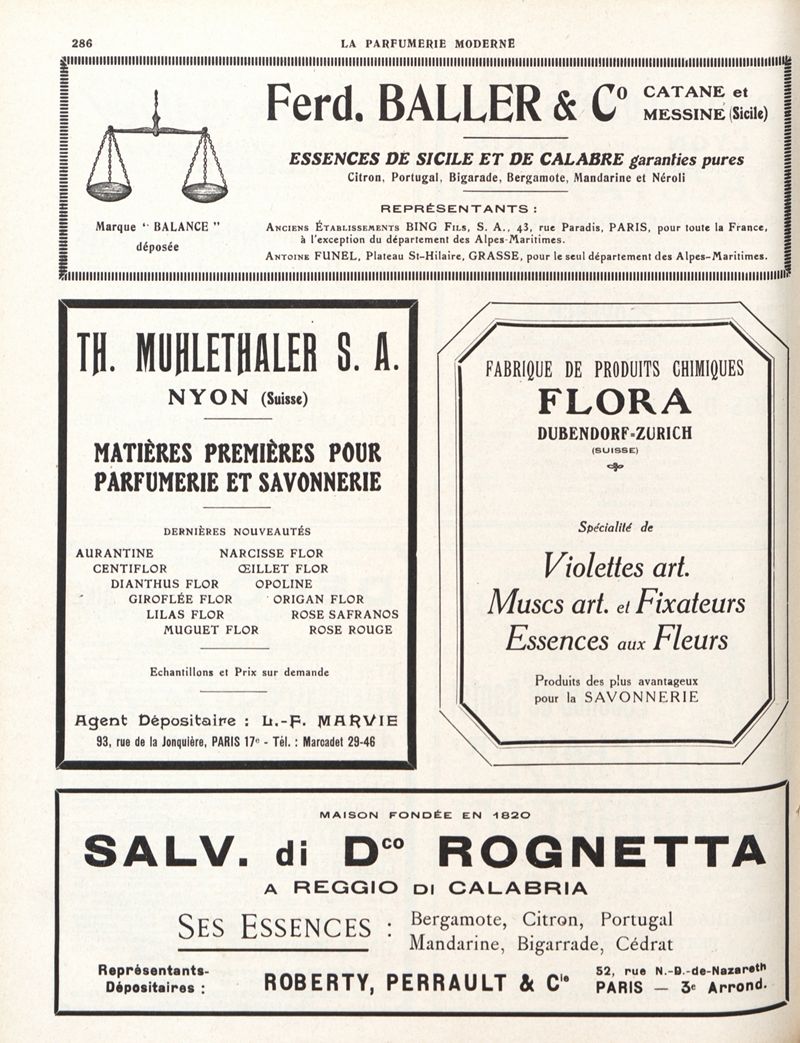 286
LA PARFUMERIE MODERNE
Ferd. BALLER & Cº CATANE et MESSINE (Sicile)
ESSENCES DE SICILE ET DE CALABRE garanties pures
Citron, Portugal, Bigarade, Bergamote, Mandarine et Néroli
Marque " BALANCE "
déposée
REPRÉSENTANTS :
ANCIENS ÉTABLISSEMENTS BING FILS, S. A., 43, rue Paradis, PARIS, pour toute la France,
à l'exception du département des Alpes-Maritimes.
ANTOINE FUNEL, Plateau St-Hilaire, GRASSE, pour le seul département des Alpes-Maritimes.
TH. MUHLETHALER S. A.
NYON (Suisse)
MATIÈRES PREMIÈRES POUR
PARFUMERIE ET SAVONNERIE
DERNIÈRES NOUVEAUTÉS
AURANTINE NARCISSE FLOR
CENTIFLOR ŒILLET FLOR
DIANTHUS FLOR OPOLINE
GIROFLÉE FLOR ORIGAN FLOR
LILAS FLOR ROSE SAFRANOS
MUGUET FLOR ROSE ROUGE
Echantillons et Prix sur demande
Agent Dépositaire : L.-F. MARVIE
93, rue de la Jonquière, PARIS 17e - Tél. : Marcadet 29-46
FABRIQUE DE PRODUITS CHIMIQUES
FLORA
DUBENDORF-ZURICH
(SUISSE)
Spécialité de
Violettes art.
Muscs art. et Fixateurs
Essences aux Fleurs
Produits des plus avantageux
pour la SAVONNERIE
MAISON FONDÉE EN 1820
SALV. di Dco ROGNETTA
A REGGIO DI CALABRIA
SES ESSENCES : Bergamote, Citron, Portugal
Mandarine, Bigarrade, Cédrat
Représentants-
Dépositaires :
ROBERTY, PERRAULT & Cie
52, rue N.-D.-de-Nazareth
PARIS — 3e Arrond.